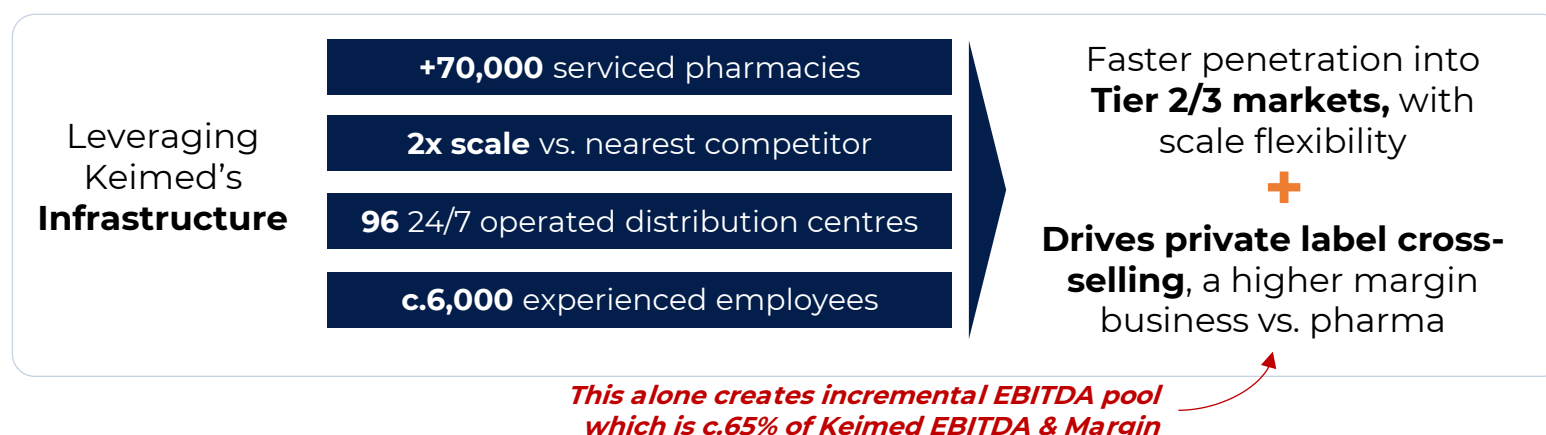 Leveraging
Keimed’s
Infrastructure
+70,000 serviced pharmacies
2x scale vs. nearest competitor
96 24/7 operated distribution centres
c.6,000 experienced employees
Faster penetration into
Tier 2/3 markets, with
scale flexibility
+
Drives private label cross-
selling, a higher margin
business vs. pharma
This alone creates incremental EBITDA pool
which is c.65% of Keimed EBITDA & Margin